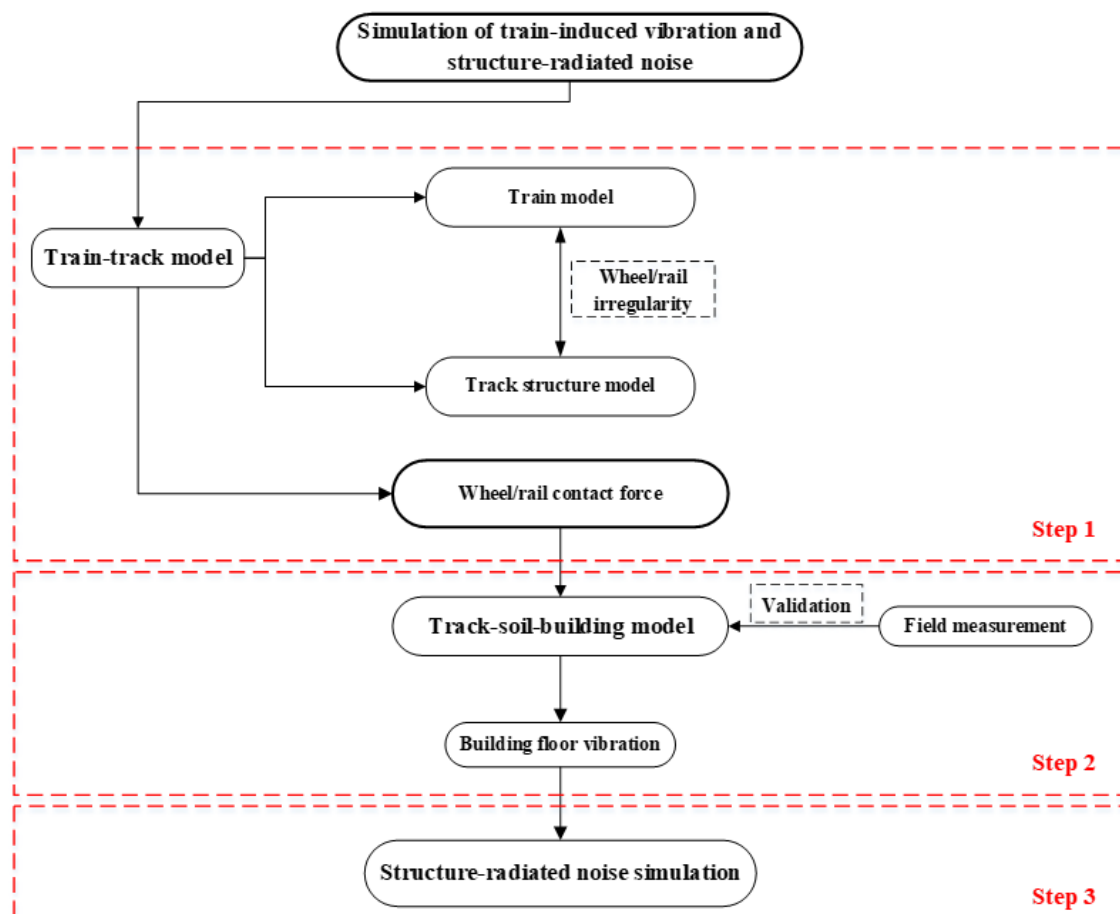 Simulation of train-induced vibration and
structure-radiated noise
Train model
Train-track model
Wheel/rail
irregularity
Track structure model
Wheel/rail contact force
Step 1
Validation
Track-soil-building model
Field measurement
Building floor vibration
Step 2
Structure-radiated noise simulation
Step 3